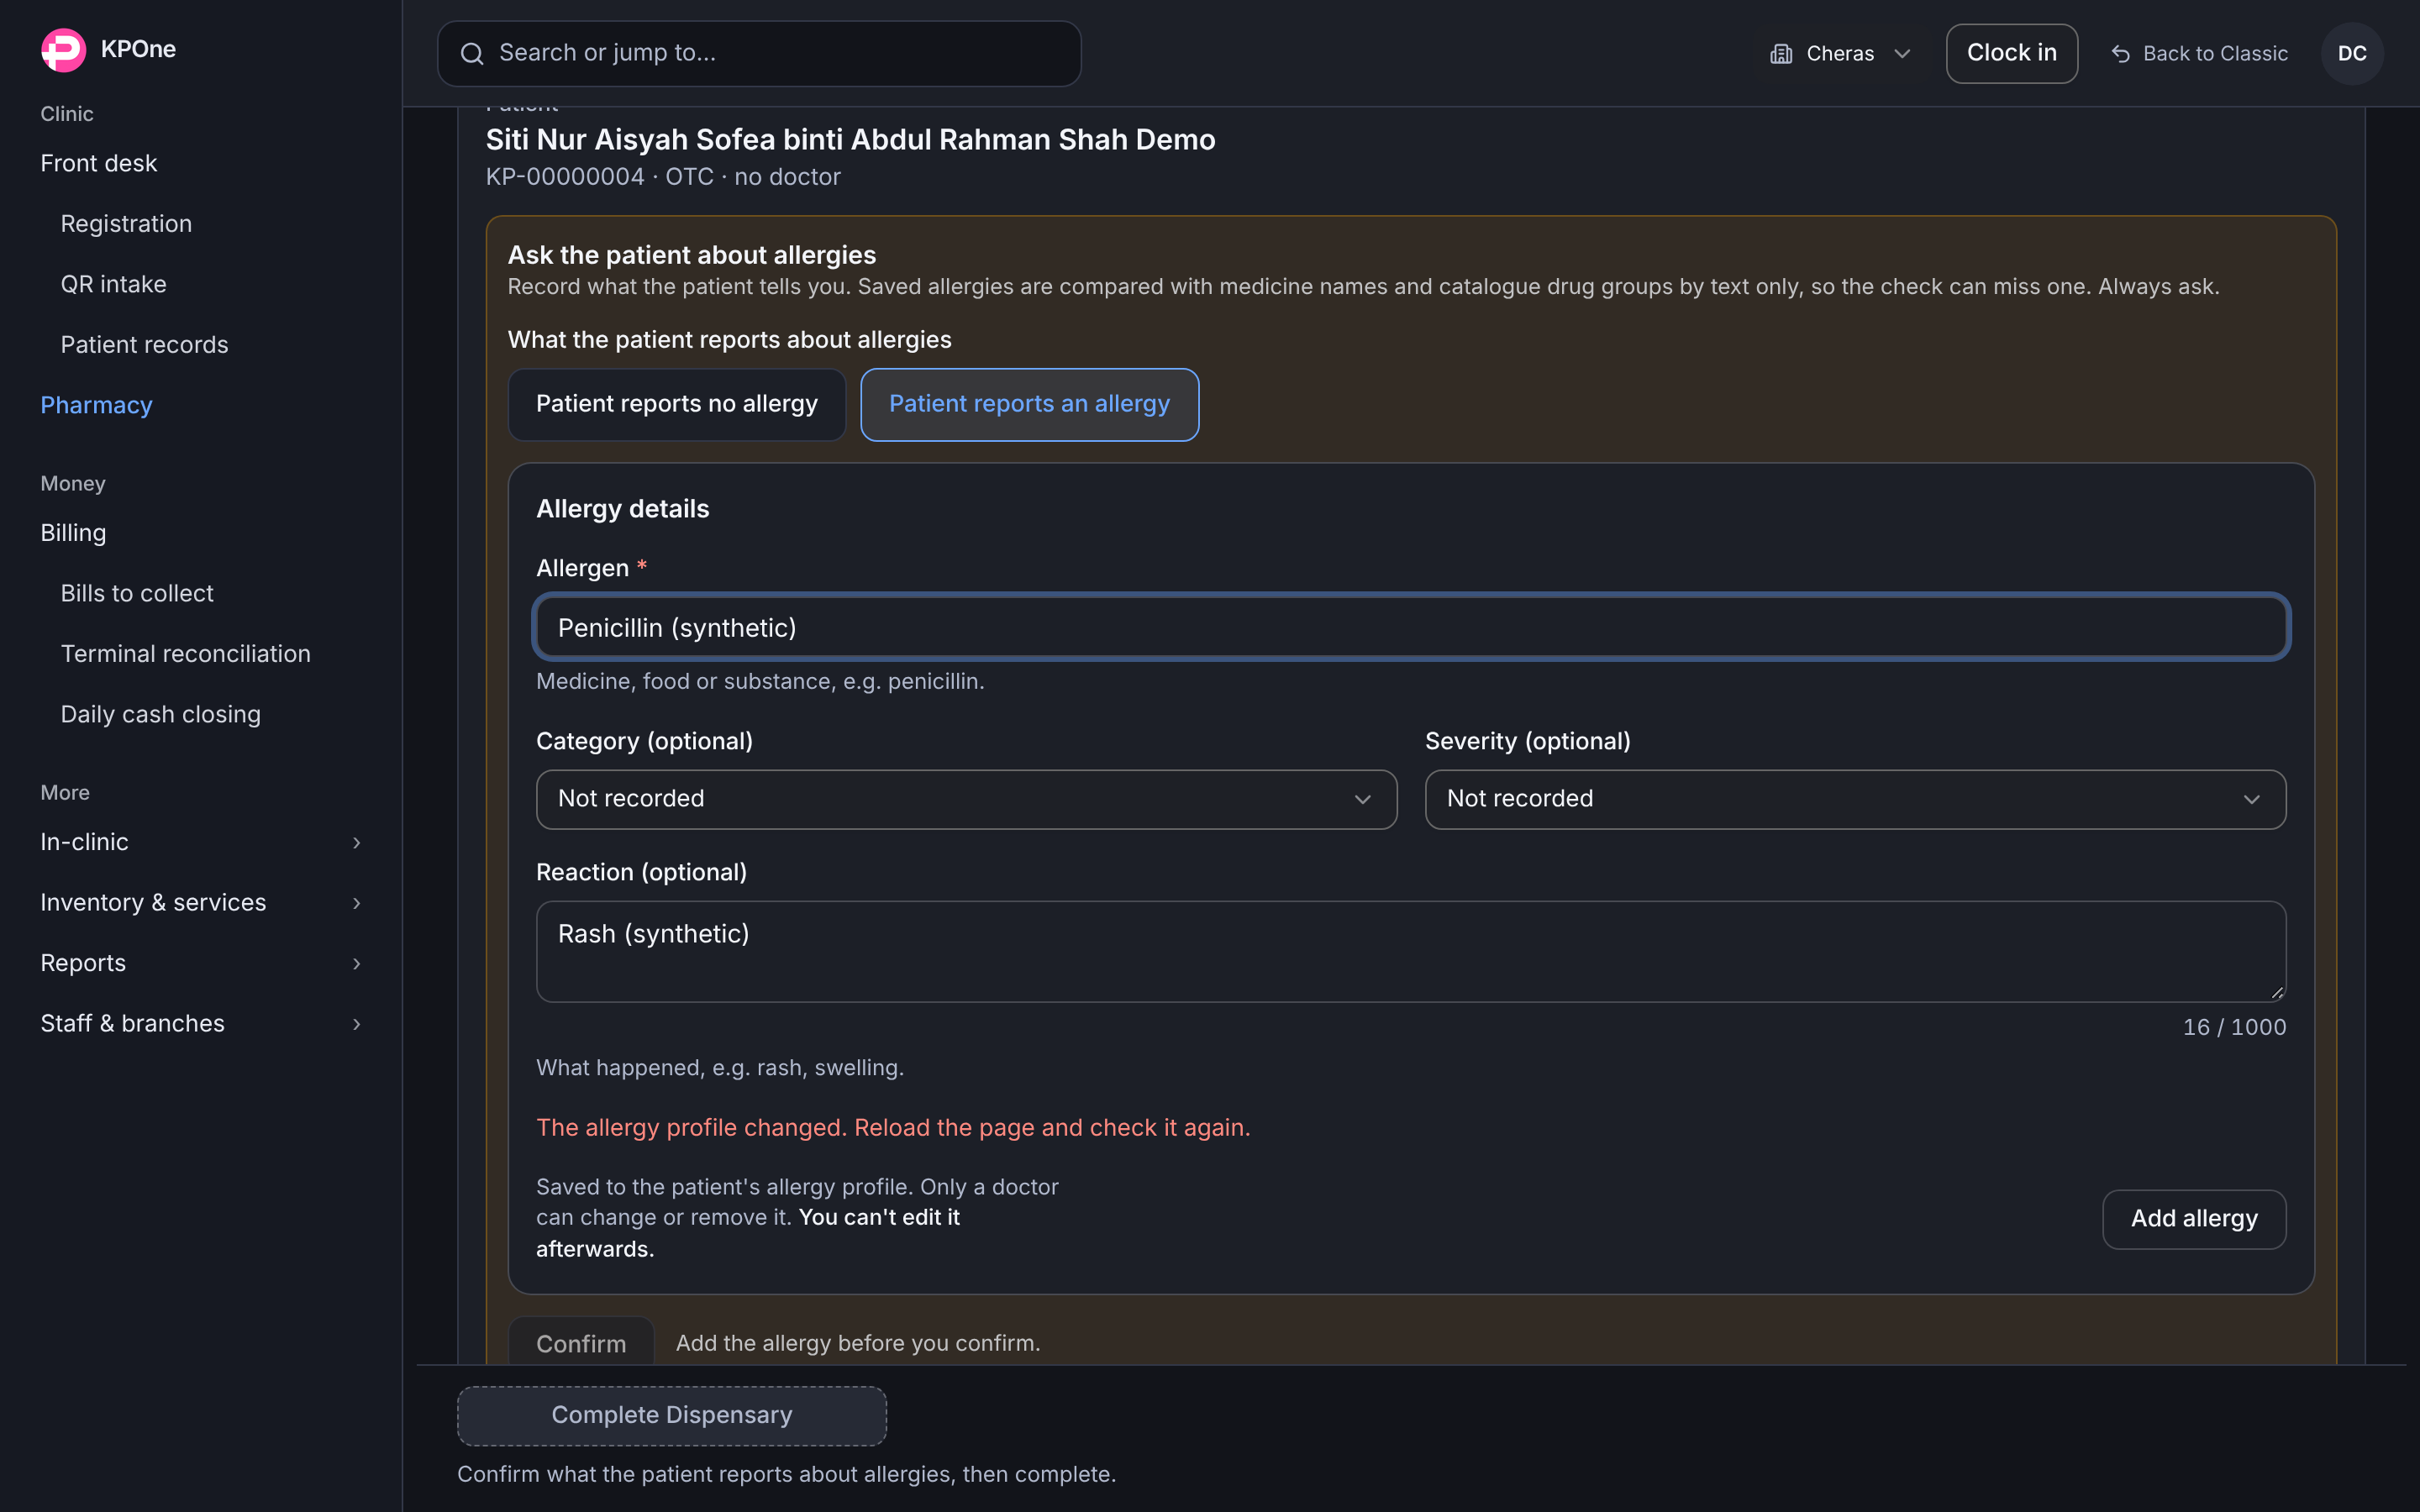 KPOne
Clinic
Front desk
Registration
QR intake
Patient records
Pharmacy
Money
Billing
Bills to collect
Terminal reconciliation
Daily cash closing
More
In-clinic
Inventory & services
Reports
Staff & branches
Search or jump to...
Cheras
Clock in
Back to Classic
DC
Patient
Siti Nur Aisyah Sofea binti Abdul Rahman Shah Demo
KP-00000004 · OTC · no doctor
Ask the patient about allergies
Record what the patient tells you. Saved allergies are compared with medicine names and catalogue drug groups by text only, so the check can miss one. Always ask.
What the patient reports about allergies
Patient reports no allergy
Patient reports an allergy
Allergy details
Allergen *
Penicillin (synthetic)
Medicine, food or substance, e.g. penicillin.
Category (optional)
Severity (optional)
Not recorded
Not recorded
Reaction (optional)
Rash (synthetic)
16 / 1000
What happened, e.g. rash, swelling.
The allergy profile changed. Reload the page and check it again.
Saved to the patient's allergy profile. Only a doctor
can change or remove it. You can't edit it
afterwards.
Add allergy
Confirm
Add the allergy before you confirm.
Complete Dispensary
Confirm what the patient reports about allergies, then complete.